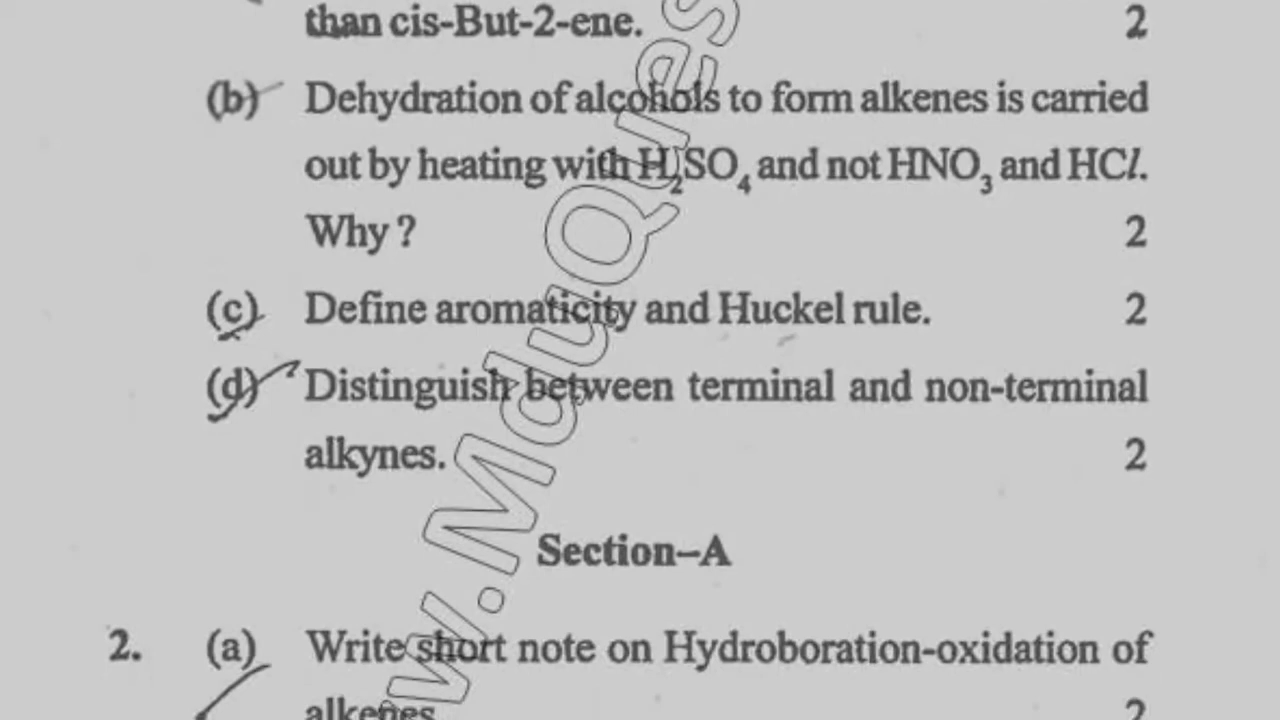 than cis-But-2-ene. 2
(b) Dehydration of alcohols to form alkenes is carried
out by heating with H₂SO₄ and not HNO₃ and HCl.
Why ? 2
(c) Define aromaticity and Huckel rule. 2
(d) Distinguish between terminal and non-terminal
alkynes. 2
Section–A
2. (a) Write short note on Hydroboration-oxidation of
alkenes 2
w.MduQues